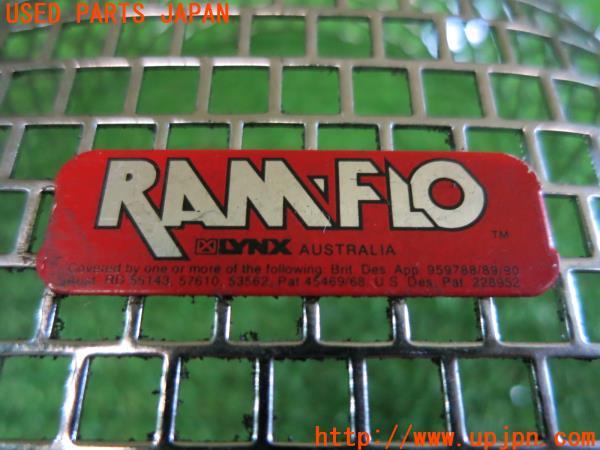 USED PARTS JAPAN
RAM·FLO
TM
LYNX AUSTRALIA
Covered by one or more of the following: Brit. Des. App. 959788/89/90
Aust. RD 55143, 57610, 53562, Pat 45469/68, U.S Des. Pat. 228952
http://www.upjpn.com